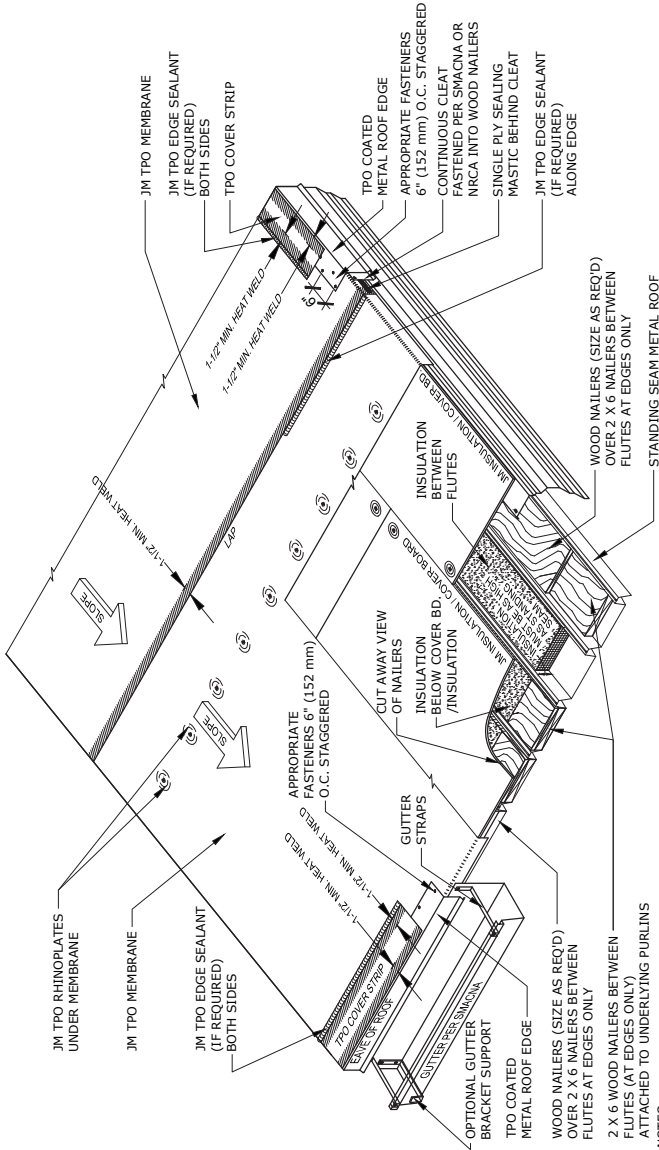 JM TPO RHINOPLATES
UNDER MEMBRANE
JM TPO MEMBRANE
JM TPO EDGE SEALANT
(IF REQUIRED)
BOTH SIDES
OPTIONAL GUTTER
BRACKET SUPPORT
TPO COATED
METAL ROOF EDGE
WOOD NAILERS (SIZE AS REQ'D)
OVER 2 X 6 NAILERS BETWEEN
FLUTES AT EDGES ONLY
2 X 6 WOOD NAILERS BETWEEN
FLUTES (AT EDGES ONLY)
ATTACHED TO UNDERLYING PURLINS
NOTES
TPO COVER STRIP
EAVE OF ROOF
GUTTER PER SMACNA
1-1/2" MIN. HEAT WELD
1-1/2" MIN. HEAT WELD
GUTTER
STRAPS
APPROPRIATE
FASTENERS 6" (152 mm)
O.C. STAGGERED
SLOPE
SLOPE
1-1/2" MIN. HEAT WELD
LAP
CUT AWAY VIEW
OF NAILERS
INSULATION
BELOW COVER BD.
/INSULATION
JM INSULATION / COVER BOARD
INSULATION
MUST BE AS HIGH
AS STANDING
SEAM
INSULATION
BETWEEN
FLUTES
JM INSULATION / COVER BD
1-1/2" MIN. HEAT WELD
1-1/2" MIN. HEAT WELD
6"
JM TPO MEMBRANE
JM TPO EDGE SEALANT
(IF REQUIRED)
BOTH SIDES
TPO COVER STRIP
TPO COATED
METAL ROOF EDGE
APPROPRIATE FASTENERS
6" (152 mm) O.C. STAGGERED
CONTINUOUS CLEAT
FASTENED PER SMACNA OR
NRCA INTO WOOD NAILERS
SINGLE PLY SEALING
MASTIC BEHIND CLEAT
JM TPO EDGE SEALANT
(IF REQUIRED)
ALONG EDGE
WOOD NAILERS (SIZE AS REQ'D)
OVER 2 X 6 NAILERS BETWEEN
FLUTES AT EDGES ONLY
STANDING SEAM METAL ROOF